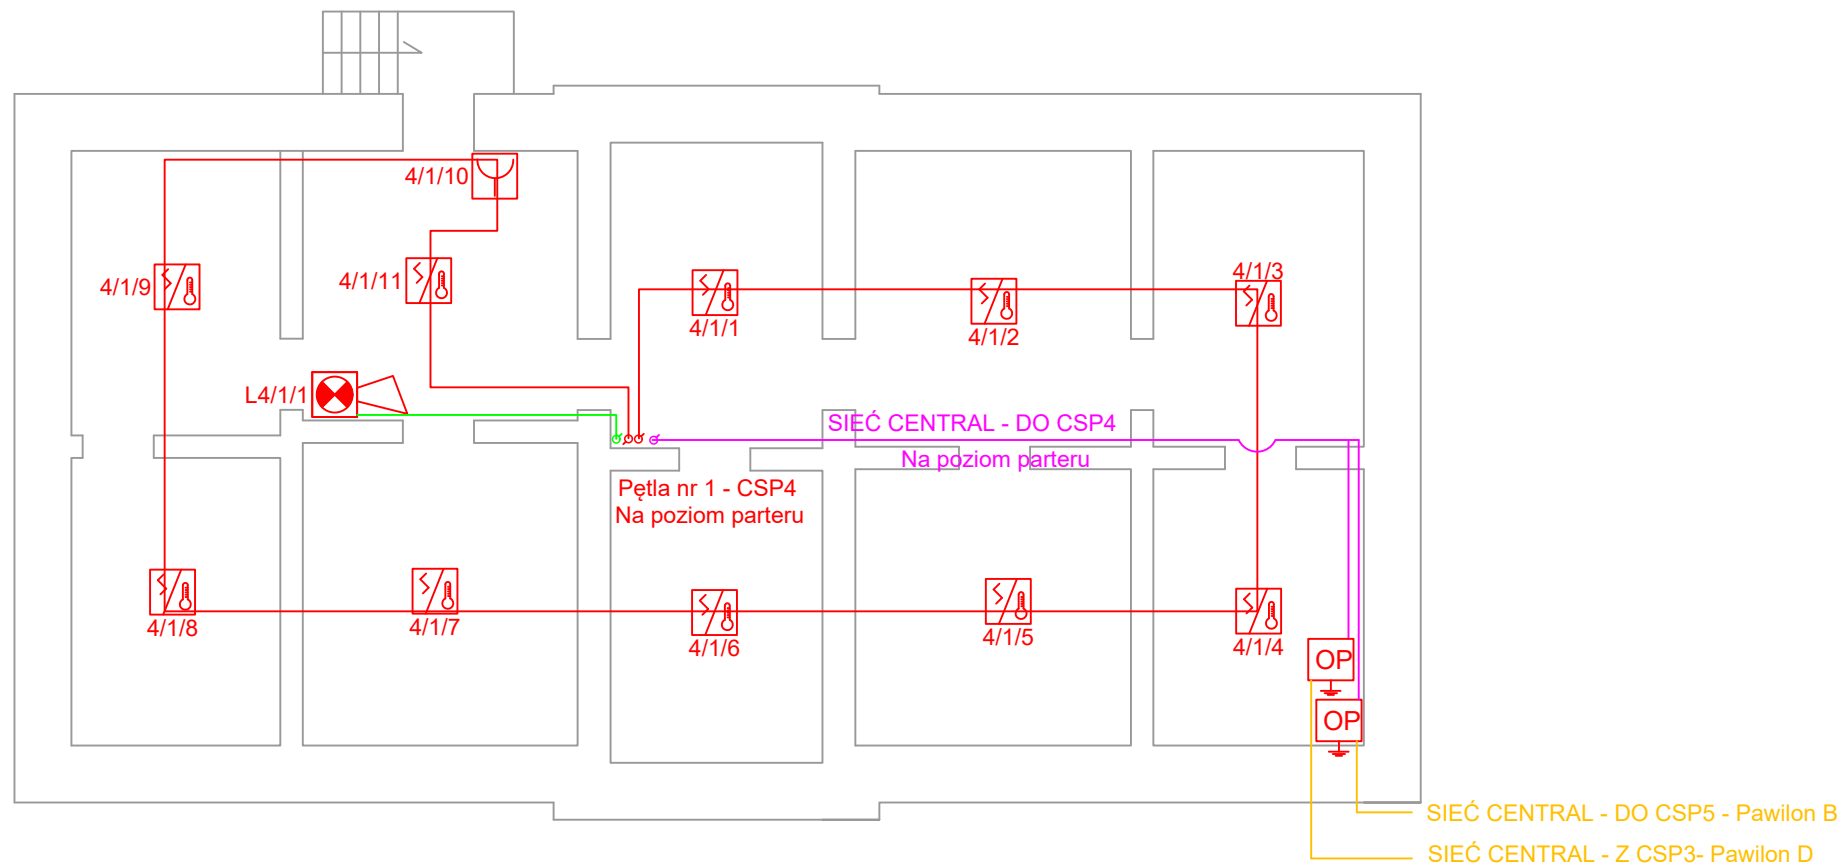 4/1/10
4/1/9
4/1/11
4/1/1
4/1/2
4/1/3
L4/1/1
SIEĆ CENTRAL - DO CSP4
Na poziom parteru
Pętla nr 1 - CSP4
Na poziom parteru
4/1/8
4/1/7
4/1/6
4/1/5
4/1/4
OP
OP
SIEĆ CENTRAL - DO CSP5 - Pawilon B
SIEĆ CENTRAL - Z CSP3- Pawilon D